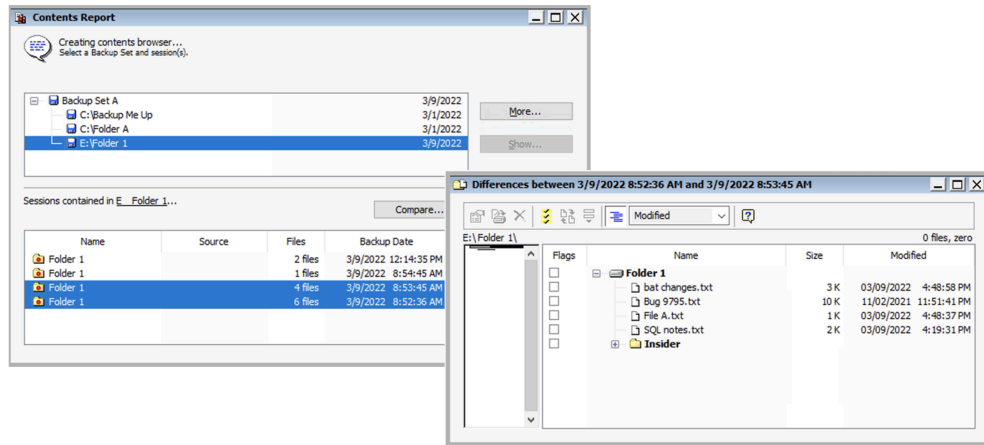 Contents Report
Creating contents browser...
Select a Backup Set and session(s).
Backup Set A 3/9/2022
C:\Backup Me Up 3/1/2022
C:\Folder A 3/1/2022
E:\Folder 1 3/9/2022
More...
Show...
Sessions contained in E__Folder_1...
Compare...
Name Source Files Backup Date
Folder 1 2 files 3/9/2022 12:14:35 PM
Folder 1 1 files 3/9/2022 8:54:45 AM
Folder 1 4 files 3/9/2022 8:53:45 AM
Folder 1 6 files 3/9/2022 8:52:36 AM
Differences between 3/9/2022 8:52:36 AM and 3/9/2022 8:53:45 AM
Modified
E:\Folder 1\ 0 files, zero
Flags Name Size Modified
Folder 1
bat changes.txt 3 K 03/09/2022 4:48:58 PM
Bug 9795.txt 10 K 11/02/2021 11:51:41 PM
File A.txt 1 K 03/09/2022 4:48:37 PM
SQL notes.txt 2 K 03/09/2022 4:19:31 PM
Insider